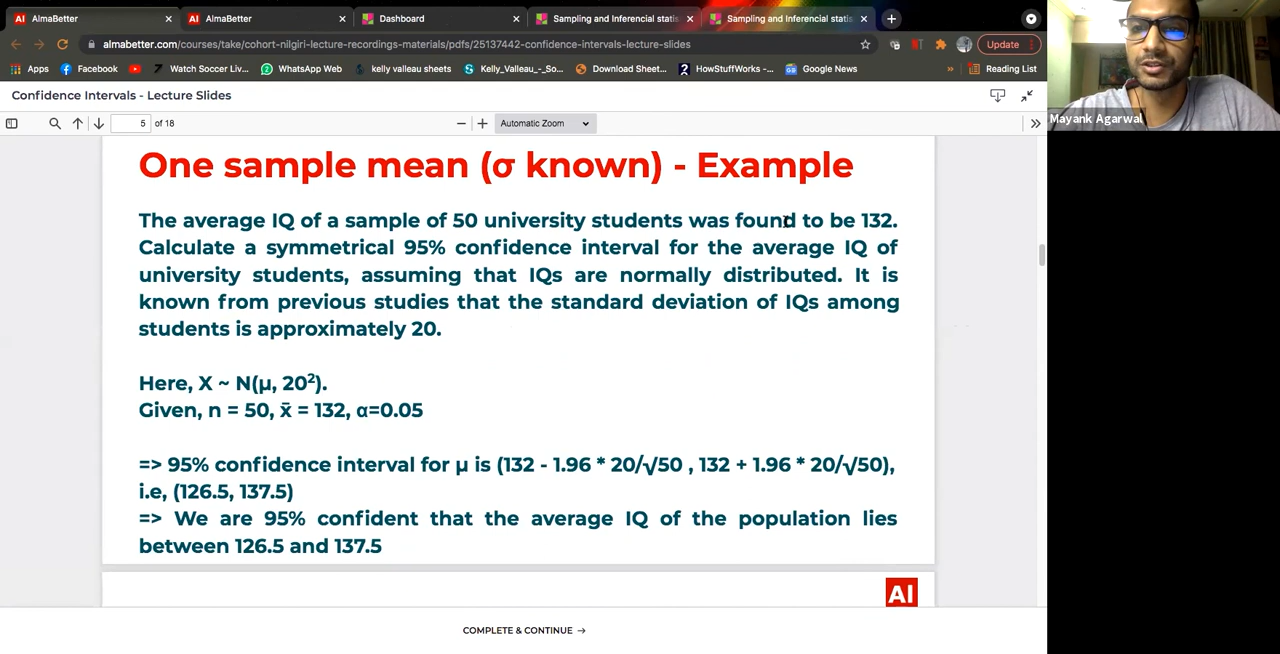 AlmaBetter
AlmaBetter
Dashboard
Sampling and Inferencial statis
Sampling and Inferencial statis
almabetter.com/courses/take/cohort-nilgiri-lecture-recordings-materials/pdfs/25137442-confidence-intervals-lecture-slides
Update
Apps
Facebook
Watch Soccer Liv...
WhatsApp Web
kelly valleau sheets
Kelly_Valleau_-_So...
Download Sheet...
HowStuffWorks -...
Google News
»
Reading List
Mayank Agarwal
Confidence Intervals - Lecture Slides
5 of 18
Automatic Zoom
One sample mean (σ known) - Example
The average IQ of a sample of 50 university students was found to be 132.
Calculate a symmetrical 95% confidence interval for the average IQ of
university students, assuming that IQs are normally distributed. It is
known from previous studies that the standard deviation of IQs among
students is approximately 20.
Here, X ~ N(μ, 20²).
Given, n = 50, x̄ = 132, α=0.05
=> 95% confidence interval for μ is (132 - 1.96 * 20/√50 , 132 + 1.96 * 20/√50),
i.e, (126.5, 137.5)
=> We are 95% confident that the average IQ of the population lies
between 126.5 and 137.5
AI
COMPLETE & CONTINUE →